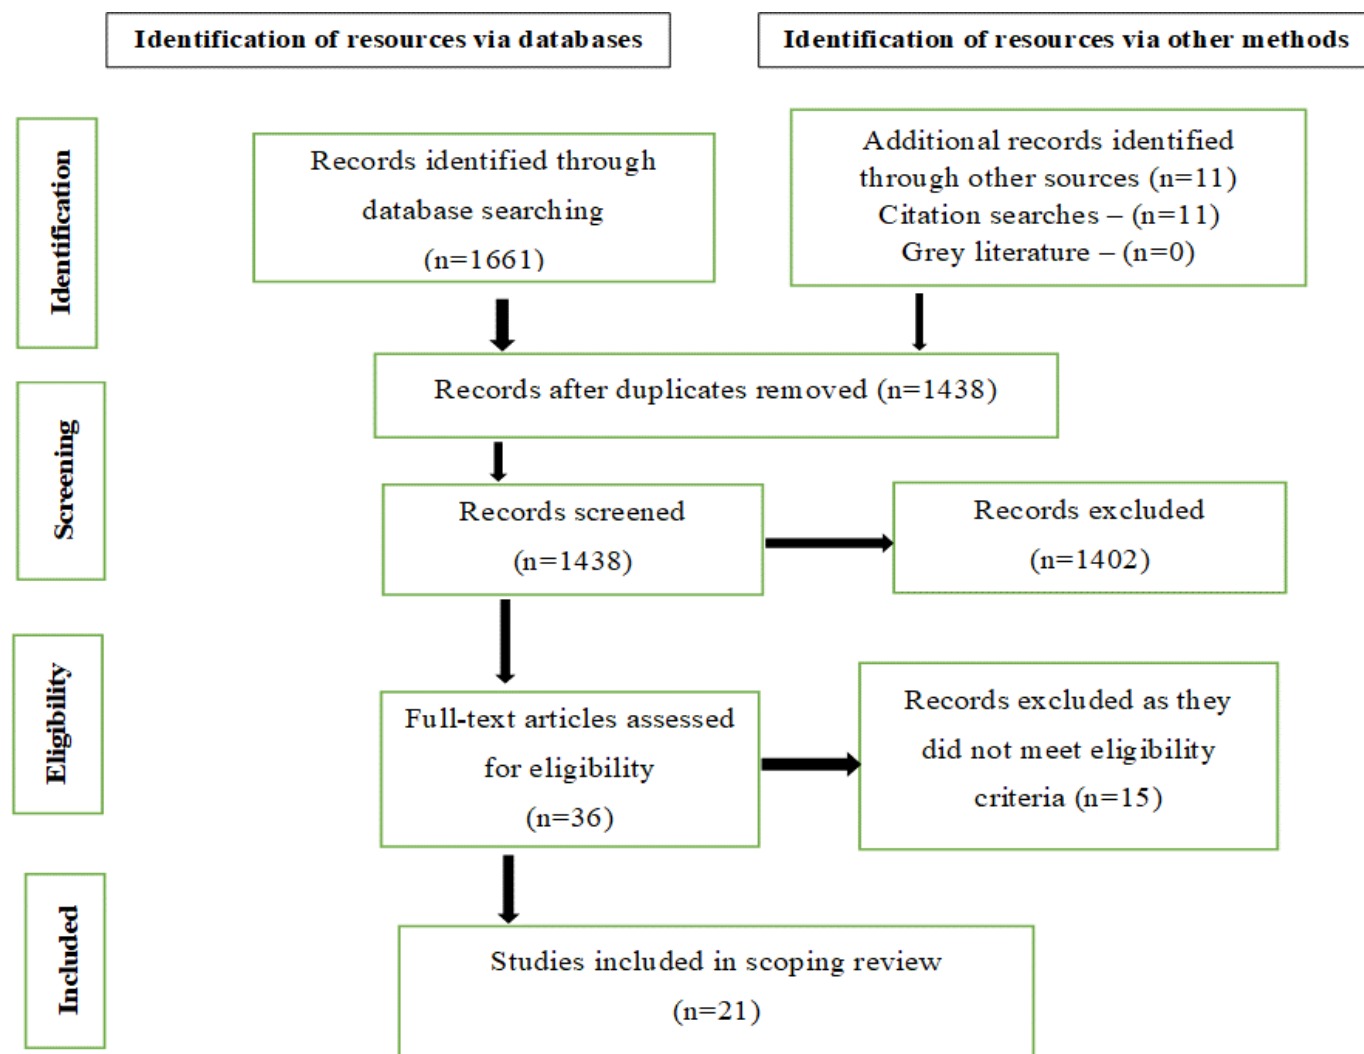 Identification of resources via databases
Identification of resources via other methods
Identification
Records identified through
database searching
(n=1661)
Additional records identified
through other sources (n=11)
Citation searches – (n=11)
Grey literature – (n=0)
Records after duplicates removed (n=1438)
Screening
Records screened
(n=1438)
Records excluded
(n=1402)
Eligibility
Full-text articles assessed
for eligibility
(n=36)
Records excluded as they
did not meet eligibility
criteria (n=15)
Included
Studies included in scoping review
(n=21)